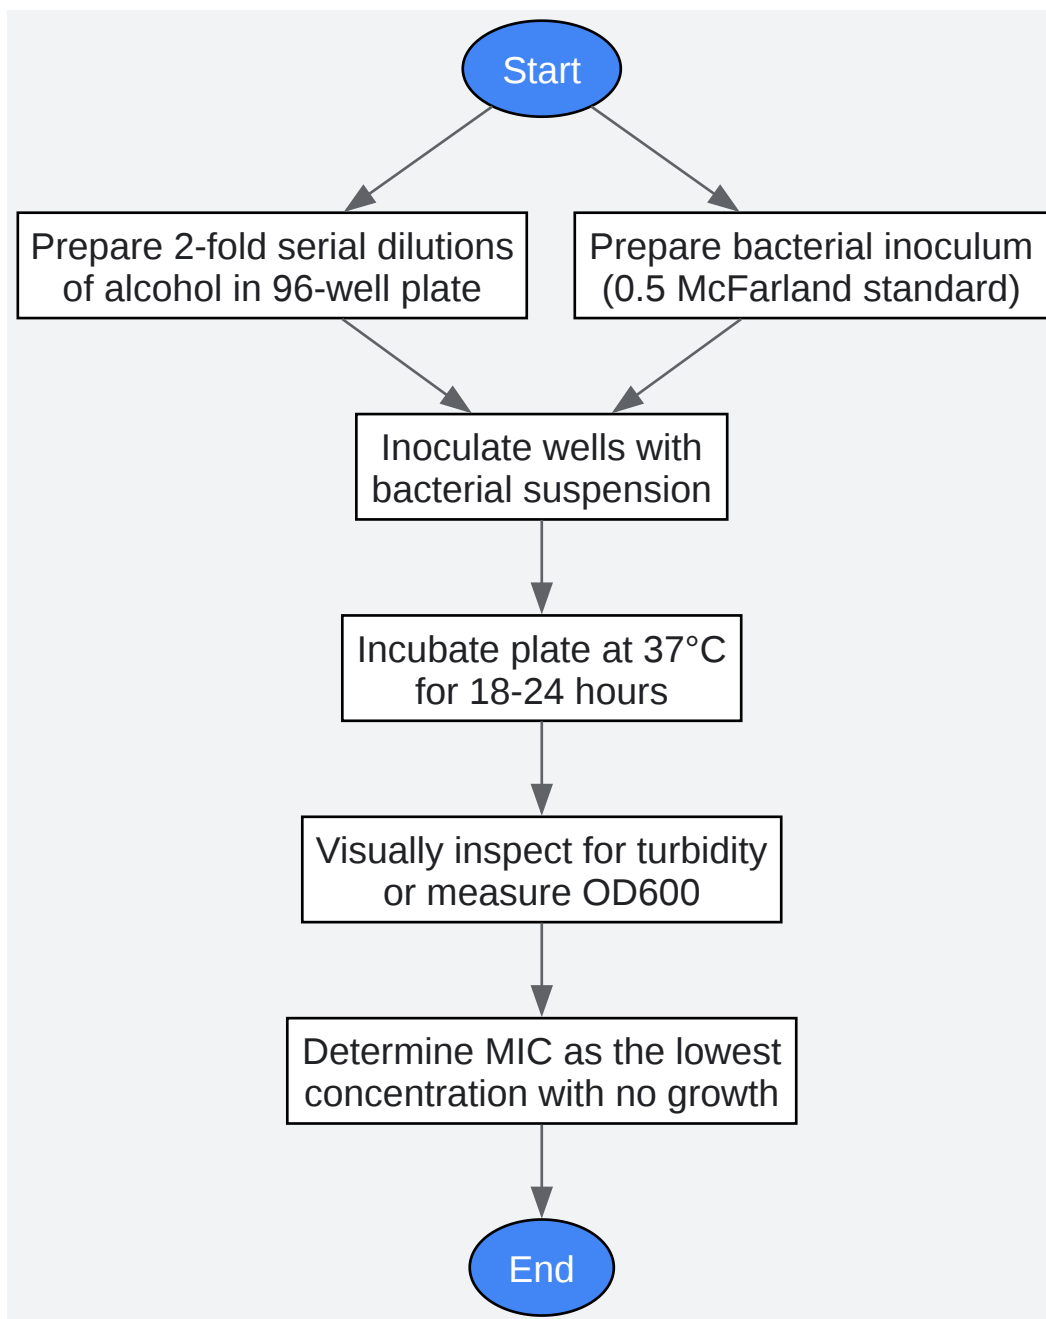 Start
Prepare 2-fold serial dilutions
of alcohol in 96-well plate
Prepare bacterial inoculum
(0.5 McFarland standard)
Inoculate wells with
bacterial suspension
Incubate plate at 37°C
for 18-24 hours
Visually inspect for turbidity
or measure OD600
Determine MIC as the lowest
concentration with no growth
End